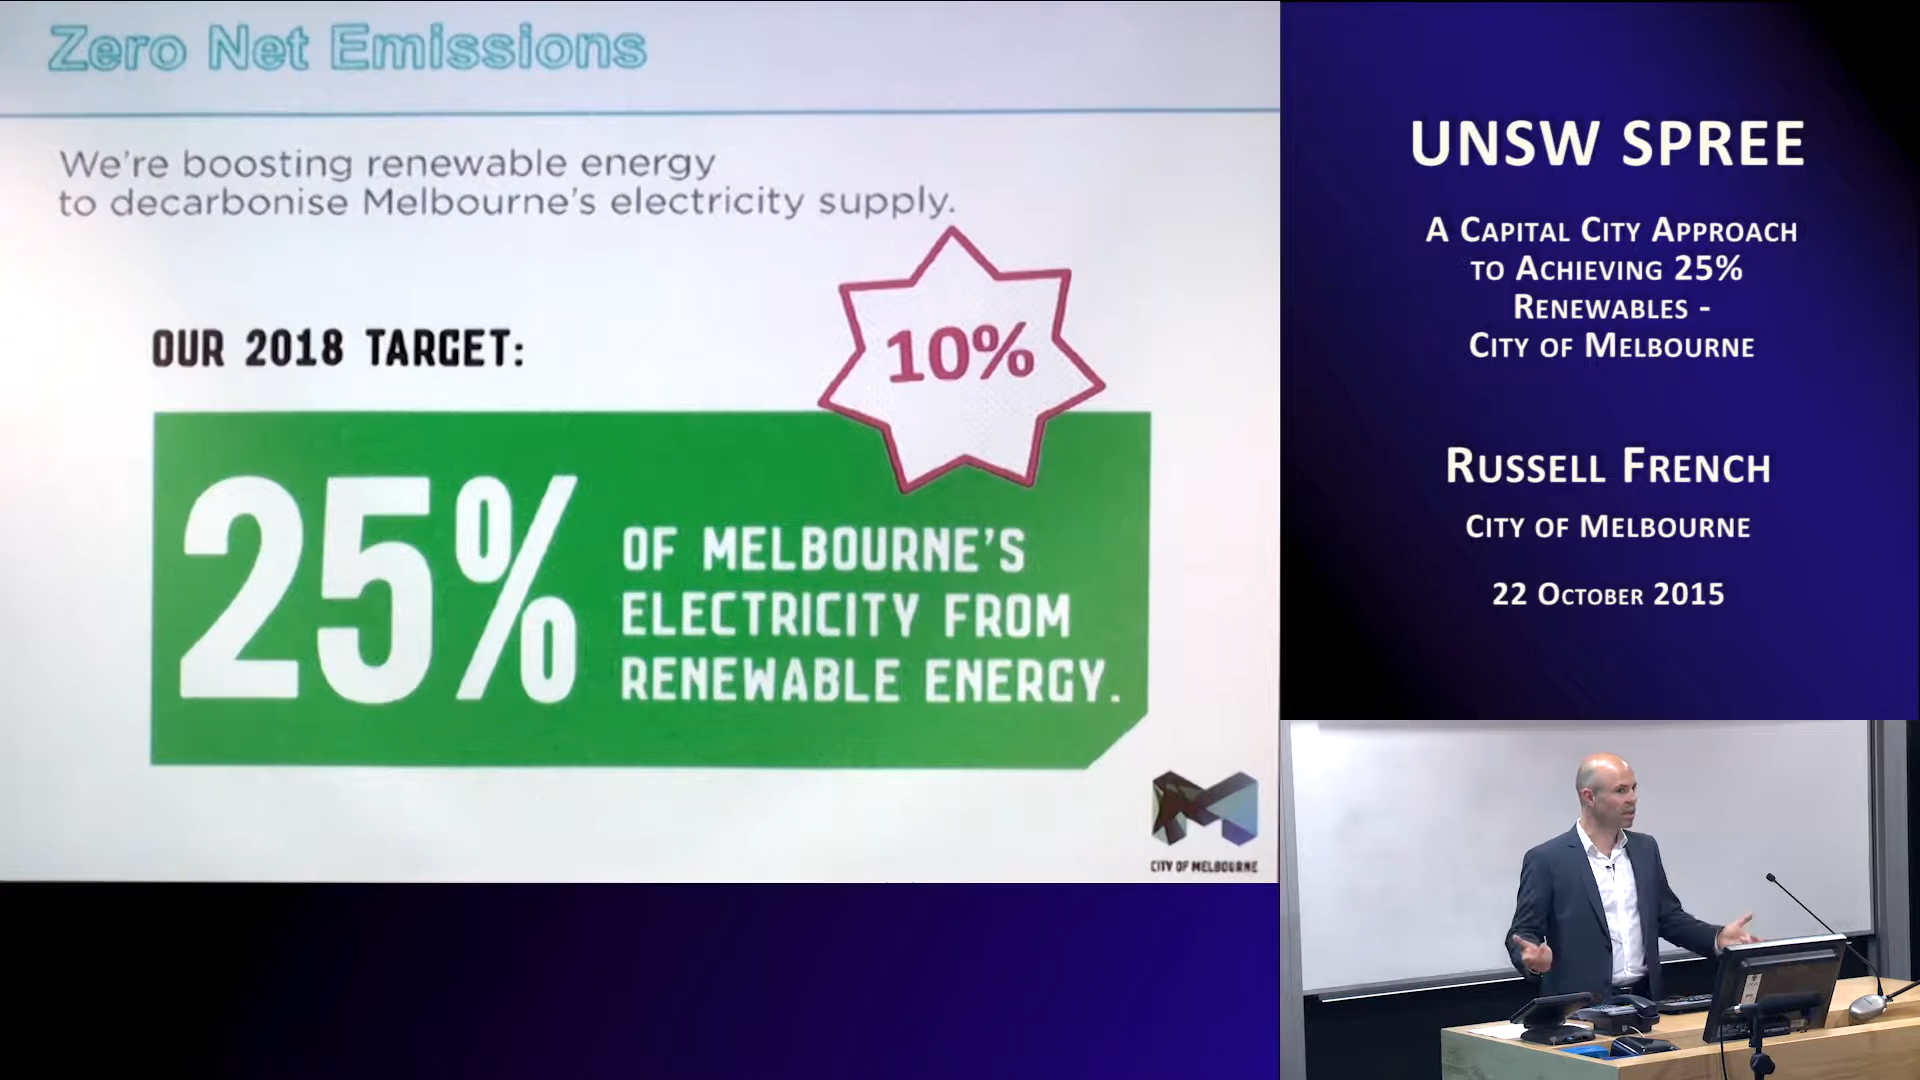 Zero Net Emissions
We're boosting renewable energy
to decarbonise Melbourne's electricity supply.
OUR 2018 TARGET:
10%
25%
OF MELBOURNE'S
ELECTRICITY FROM
RENEWABLE ENERGY.
CITY OF MELBOURNE
UNSW SPREE
A CAPITAL CITY APPROACH
TO ACHIEVING 25%
RENEWABLES -
CITY OF MELBOURNE
RUSSELL FRENCH
CITY OF MELBOURNE
22 OCTOBER 2015